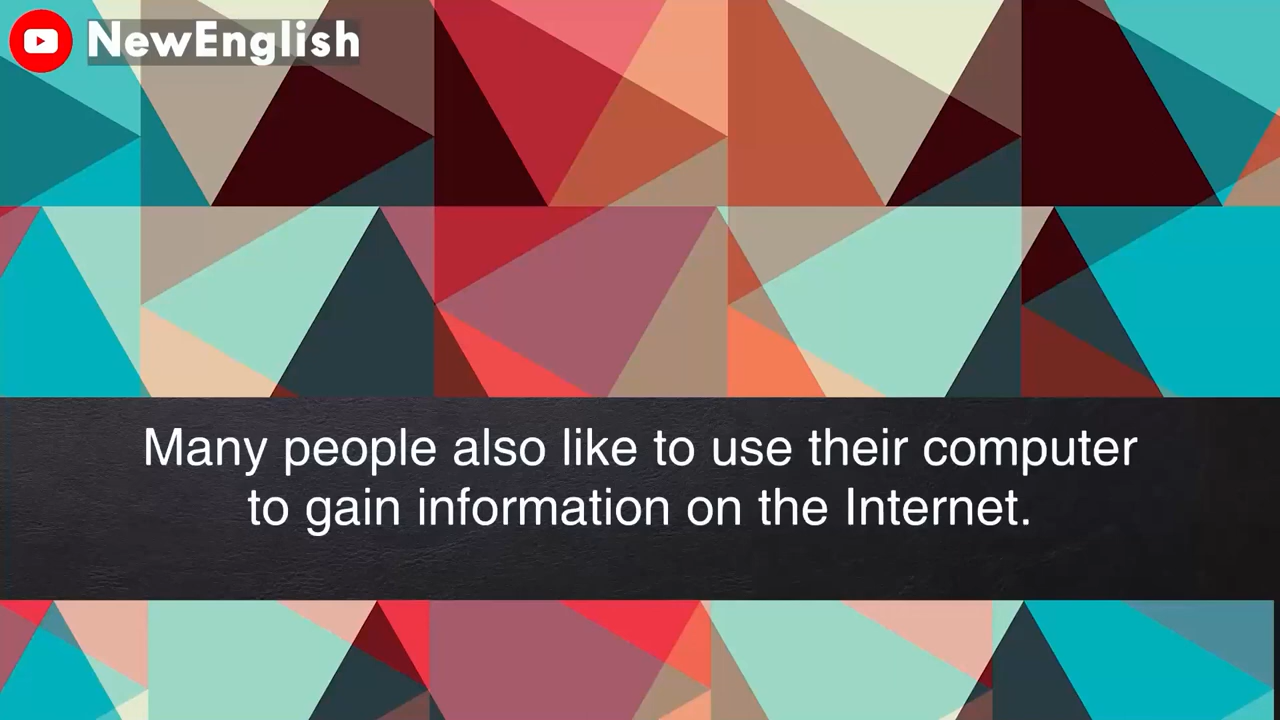 NewEnglish
Many people also like to use their computer
to gain information on the Internet.